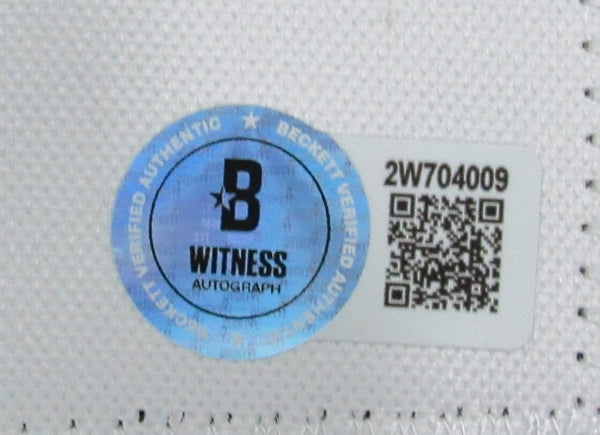 BECKETT VERIFIED AUTHENTIC
BECKETT VERIFIED AUTHENTIC
B
WITNESS
AUTOGRAPH
2W704009